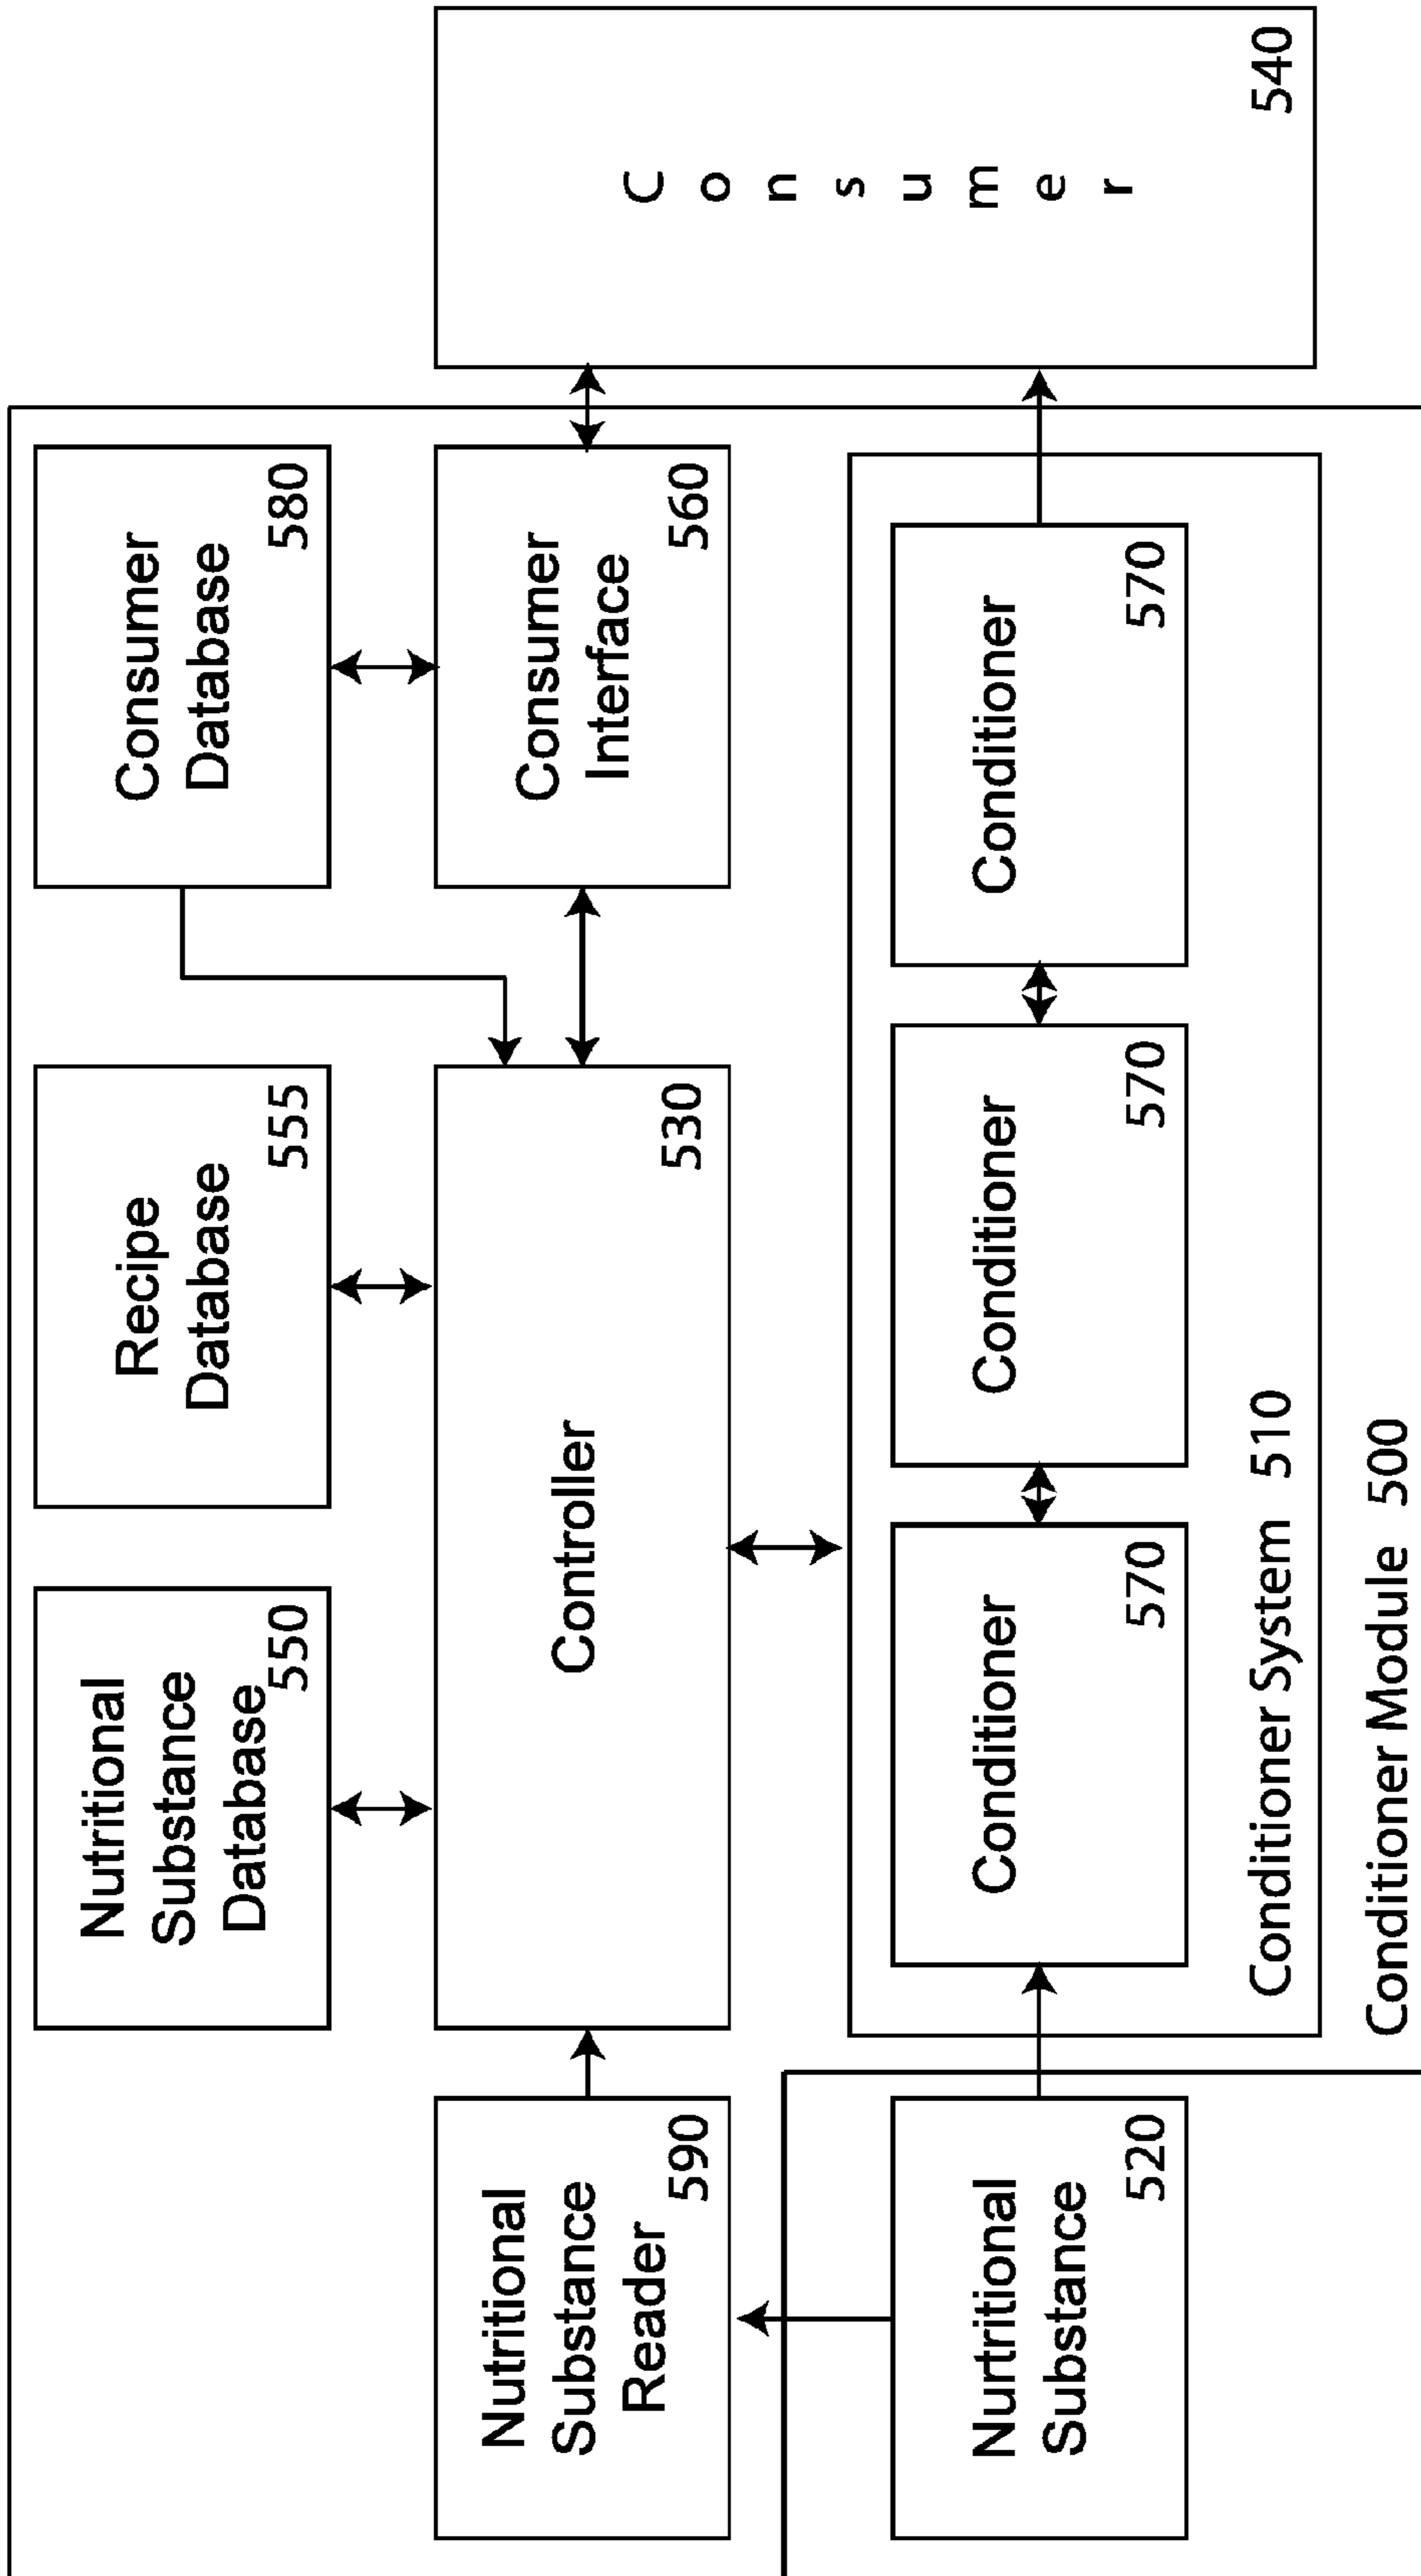 Nutritional
Substance
Database
550
Recipe
Database
555
Consumer
Database
580
Nutritional
Substance
Reader
590
Controller
530
Consumer
Interface
560
Consumer
540
Nurtritional
Substance
520
Conditioner
570
Conditioner
570
Conditioner
570
Conditioner System 510
Conditioner Module 500